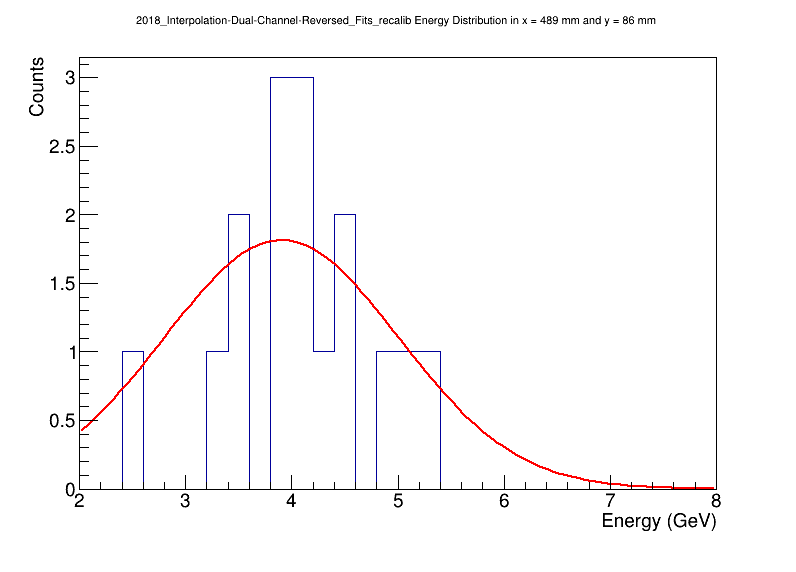 2018_Interpolation-Dual-Channel-Reversed_Fits_recalib Energy Distribution in x = 489 mm and y = 86 mm
Counts
3
2.5
2
1.5
1
0.5
0
2 3 4 5 6 7 8
Energy (GeV)